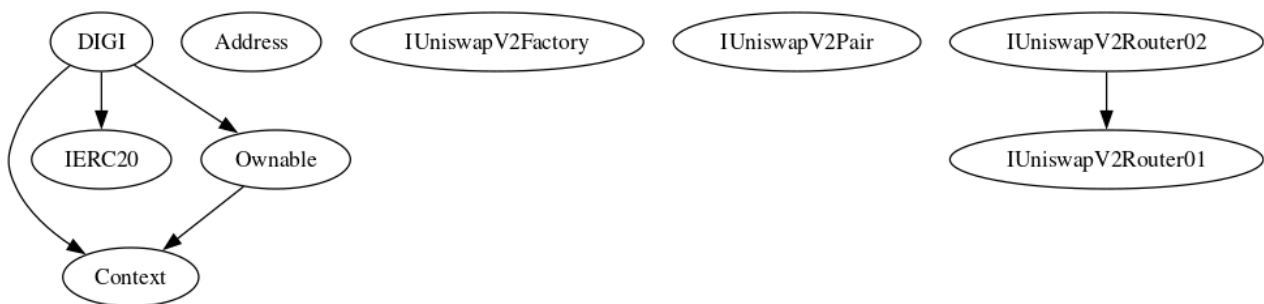 DIGI
Address
IUniswapV2Factory
IUniswapV2Pair
IUniswapV2Router02
IERC20
Ownable
IUniswapV2Router01
Context